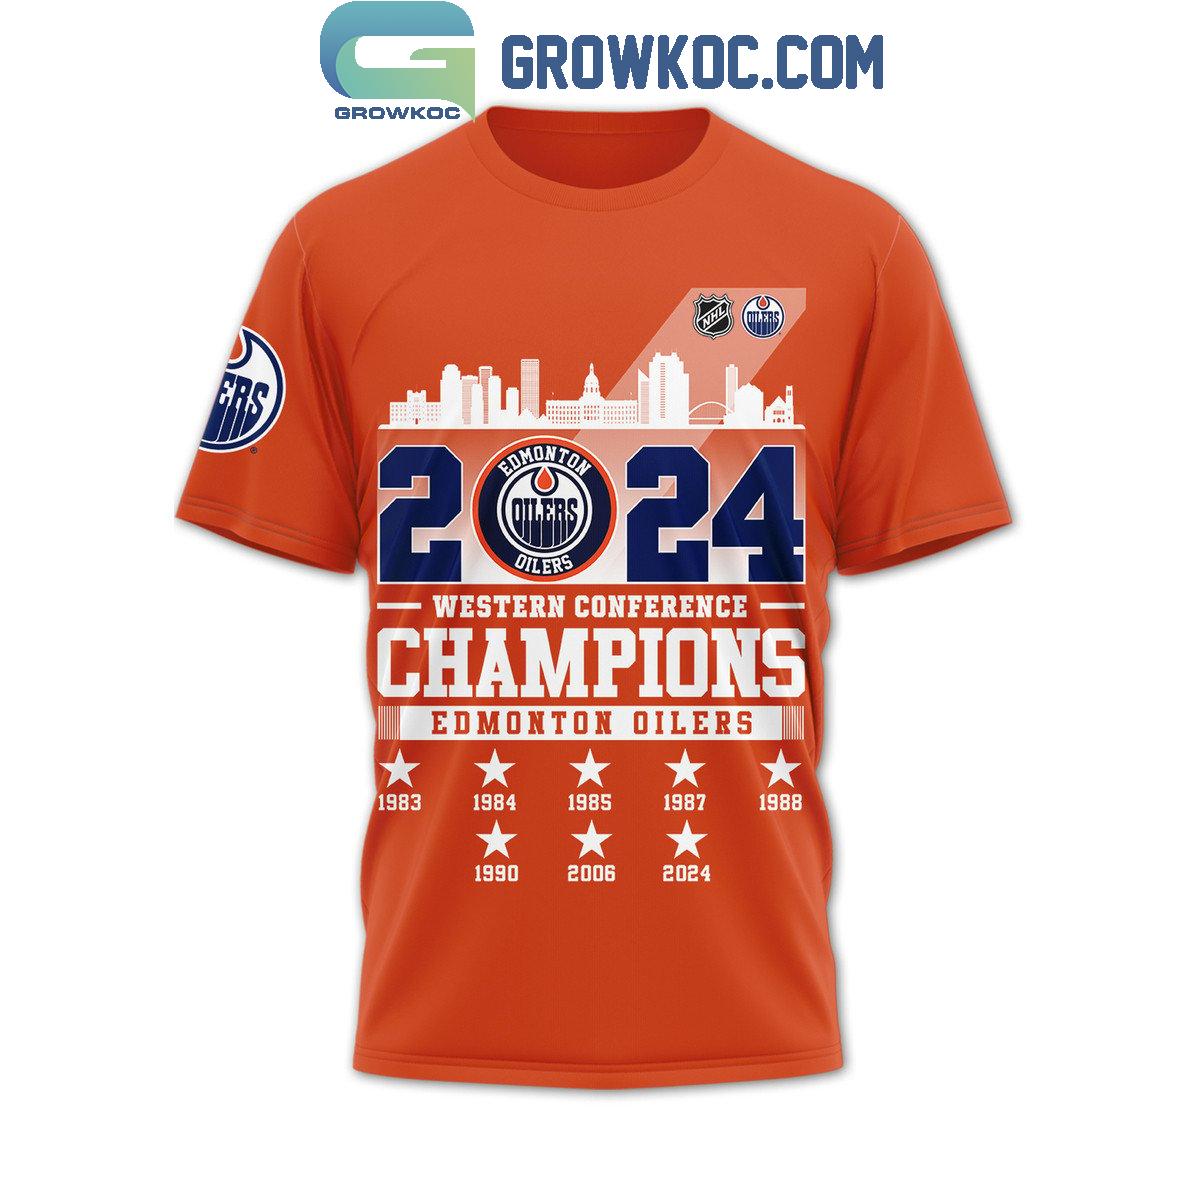 GROWKOC
GROWKOC.COM
NHL
OILERS
ERS
®
2 24
EDMONTON
OILERS
OILERS
WESTERN CONFERENCE
CHAMPIONS
EDMONTON OILERS
1983 1984 1985 1987 1988
1990 2006 2024